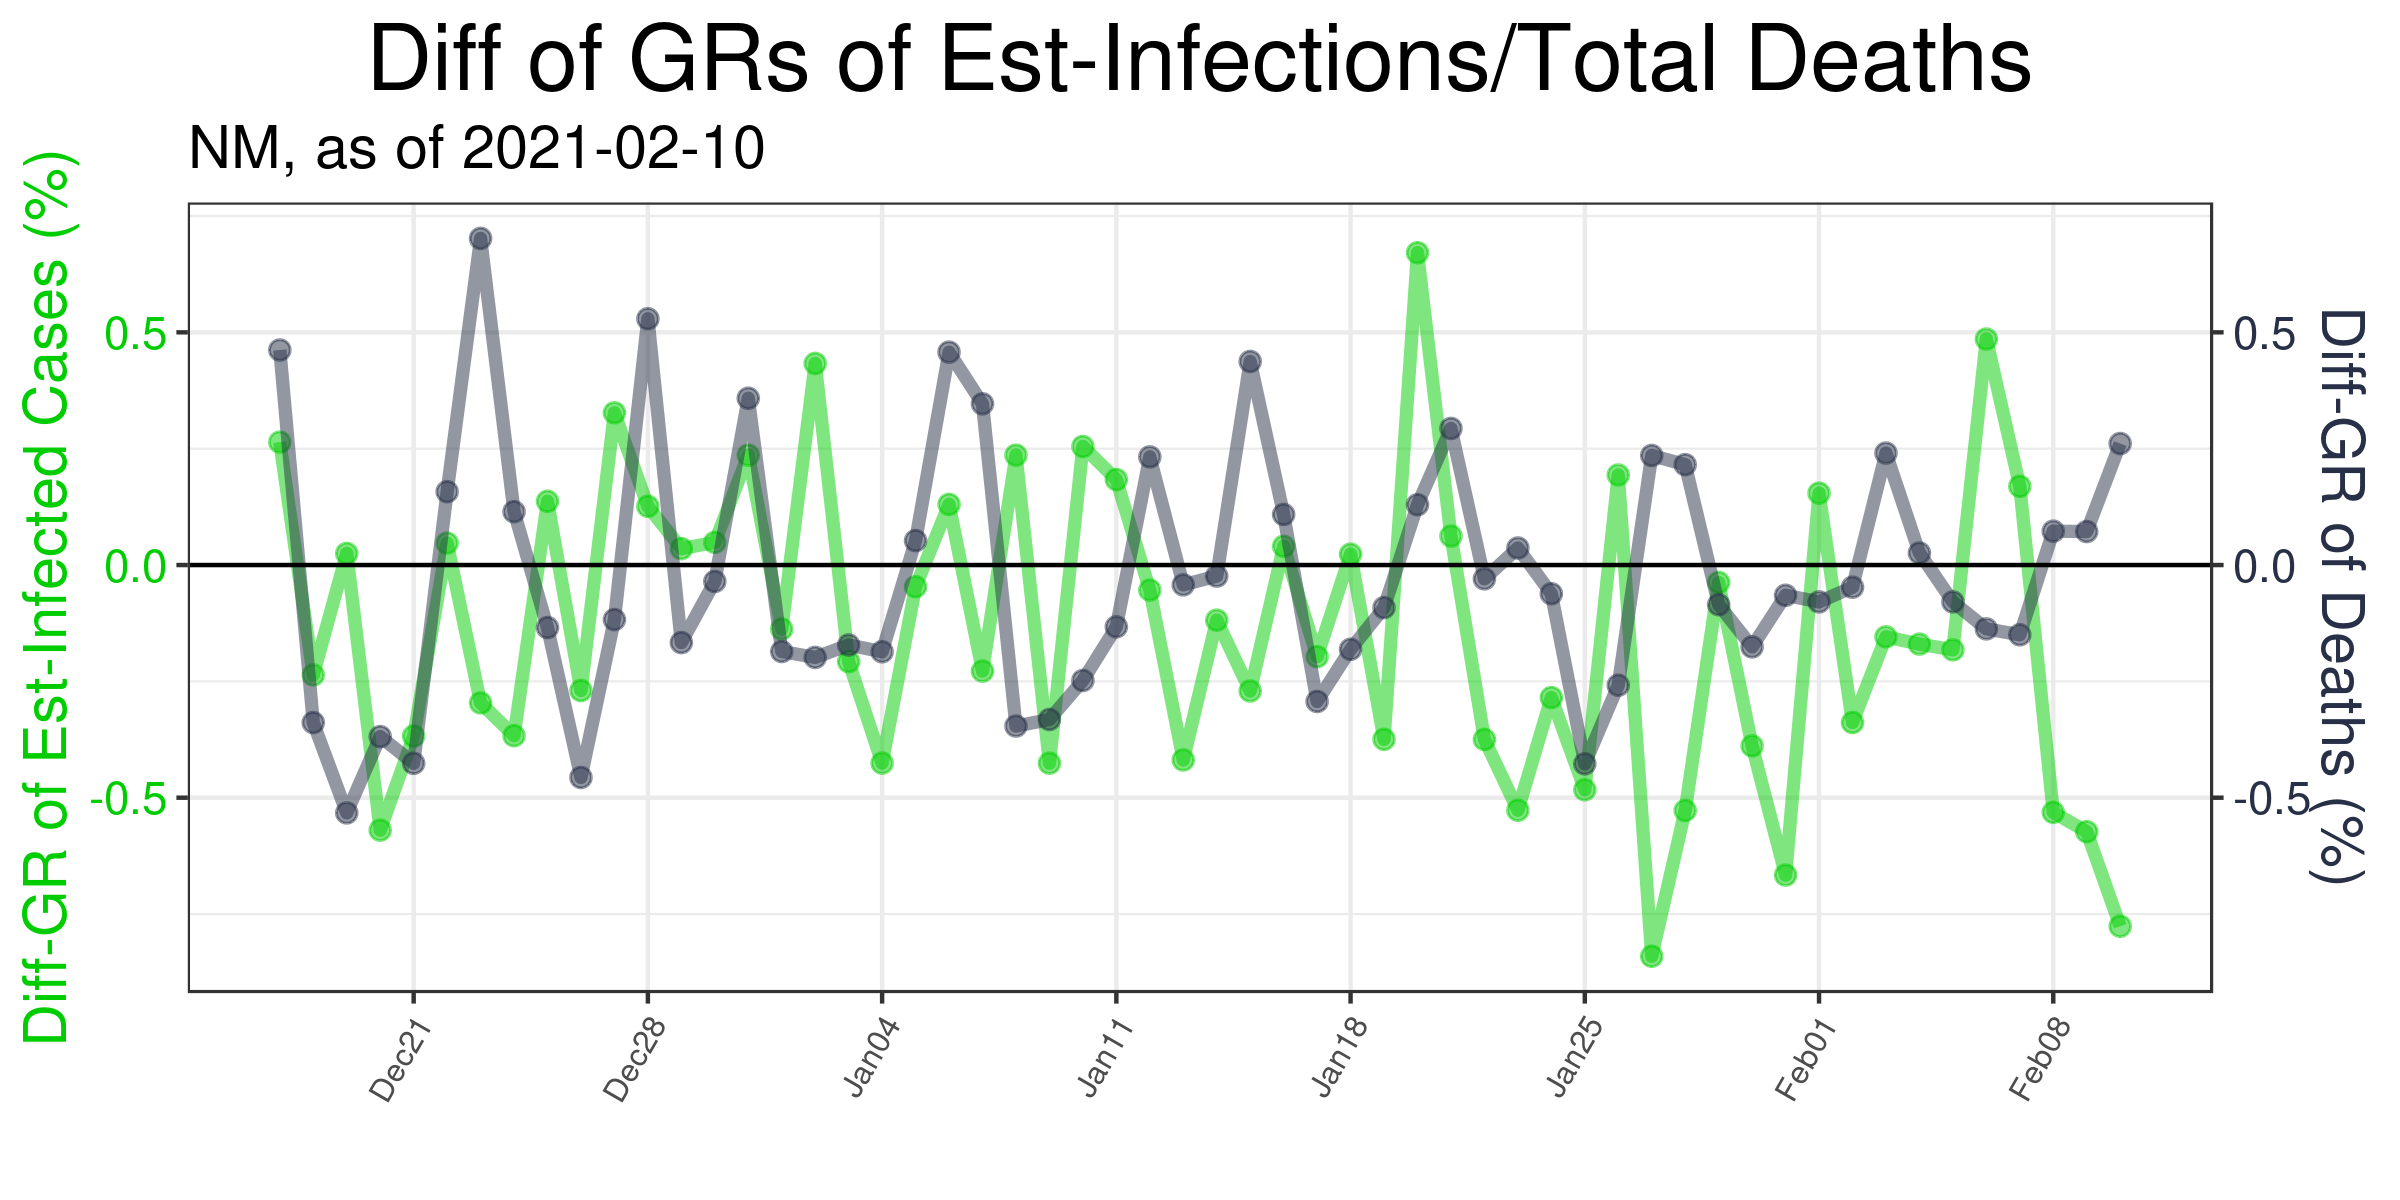 Diff of GRs of Est-Infections/Total Deaths
NM, as of 2021-02-10
Diff-GR of Est-Infected Cases (%)
0.5
0.0
-0.5
0.5
0.0
-0.5
Diff-GR of Deaths (%)
Dec21
Dec28
Jan04
Jan11
Jan18
Jan25
Feb01
Feb08